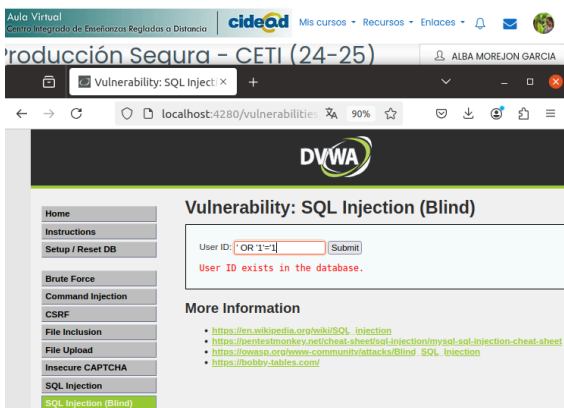 Aula Virtual
Centro Integrado de Enseñanzas Regladas a Distancia
cidead
Mis cursos Recursos Enlaces
Producción Segura - CETI (24-25)
ALBA MOREJON GARCIA
Vulnerability: SQL Inject
localhost:4280/vulnerabilities
90%
DVWA
Home
Instructions
Setup / Reset DB
Brute Force
Command Injection
CSRF
File Inclusion
File Upload
Insecure CAPTCHA
SQL Injection
SQL Injection (Blind)
Vulnerability: SQL Injection (Blind)
User ID: ' OR '1'='1 Submit
User ID exists in the database.
More Information
https://en.wikipedia.org/wiki/SQL_injection
https://pentestmonkey.net/cheat-sheet/sql-injection/mysql-sql-injection-cheat-sheet
https://owasp.org/www-community/attacks/Blind_SQL_Injection
https://bobby-tables.com/